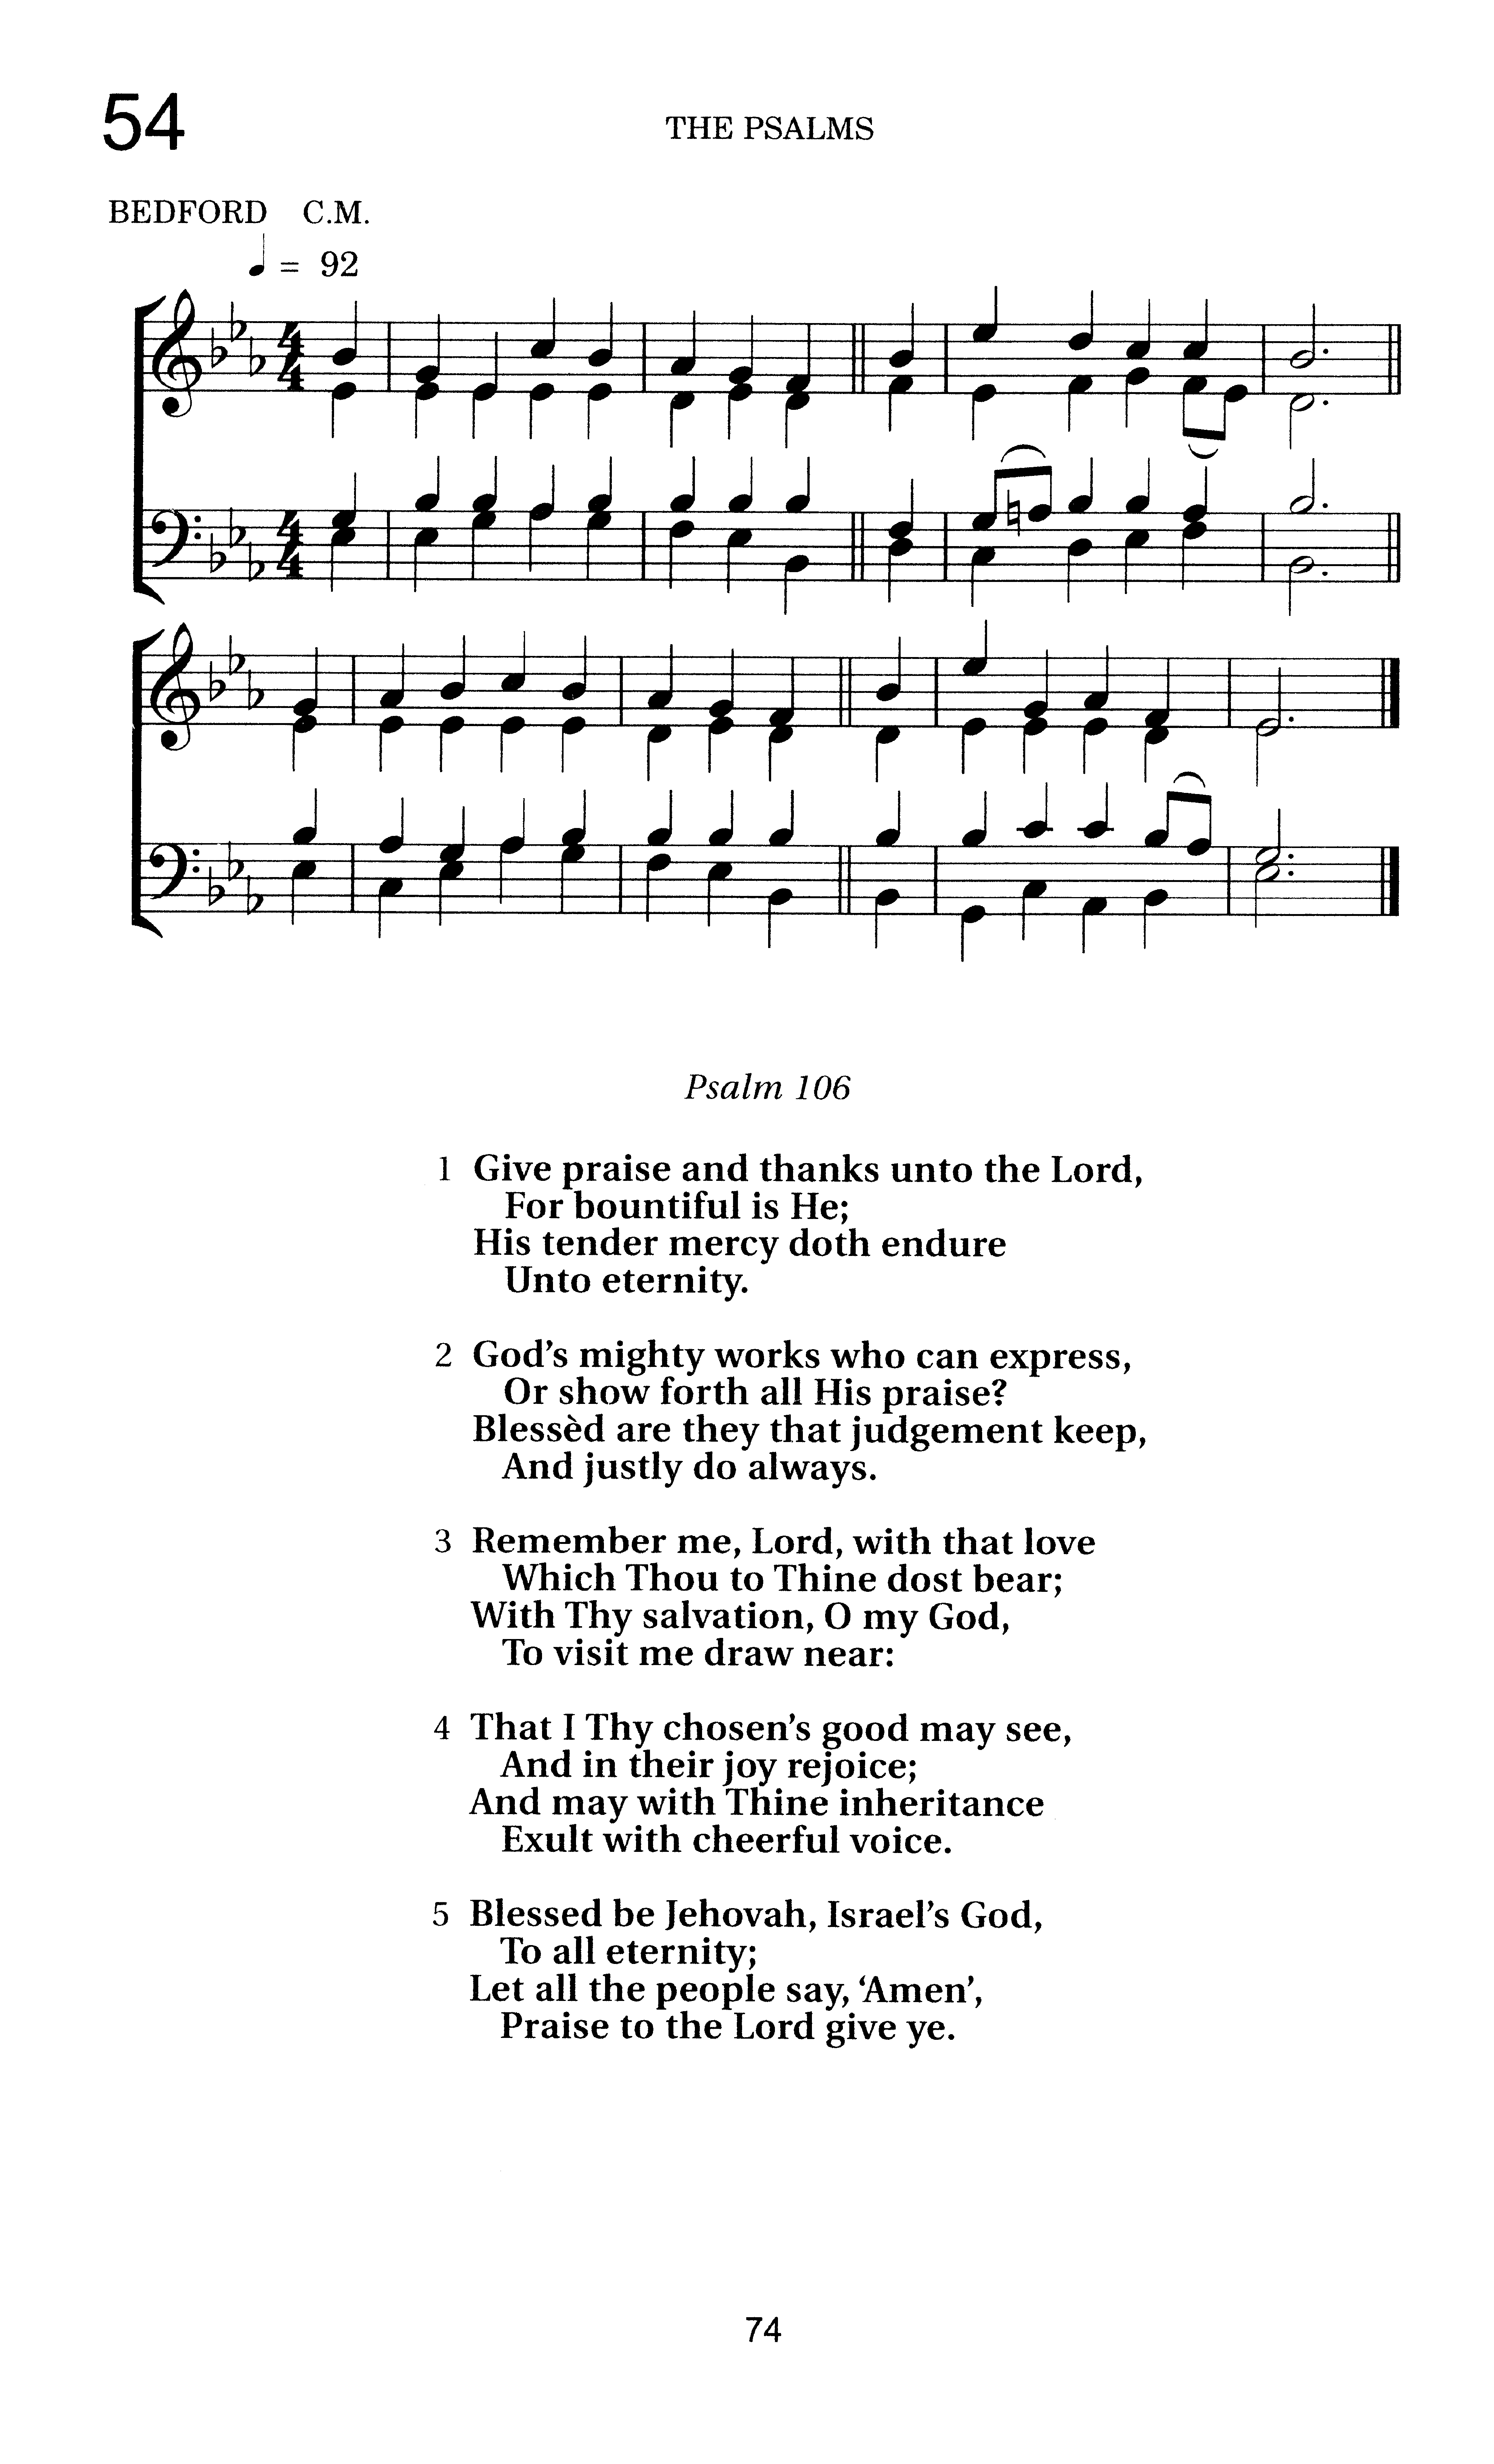 54
THE PSALMS
BEDFORD C.M.
♩ = 92
Psalm 106
1 Give praise and thanks unto the Lord,
For bountiful is He;
His tender mercy doth endure
Unto eternity.
2 God’s mighty works who can express,
Or show forth all His praise?
Blessèd are they that judgement keep,
And justly do always.
3 Remember me, Lord, with that love
Which Thou to Thine dost bear;
With Thy salvation, O my God,
To visit me draw near:
4 That I Thy chosen’s good may see,
And in their joy rejoice;
And may with Thine inheritance
Exult with cheerful voice.
5 Blessed be Jehovah, Israel’s God,
To all eternity;
Let all the people say, ‘Amen’,
Praise to the Lord give ye.
74